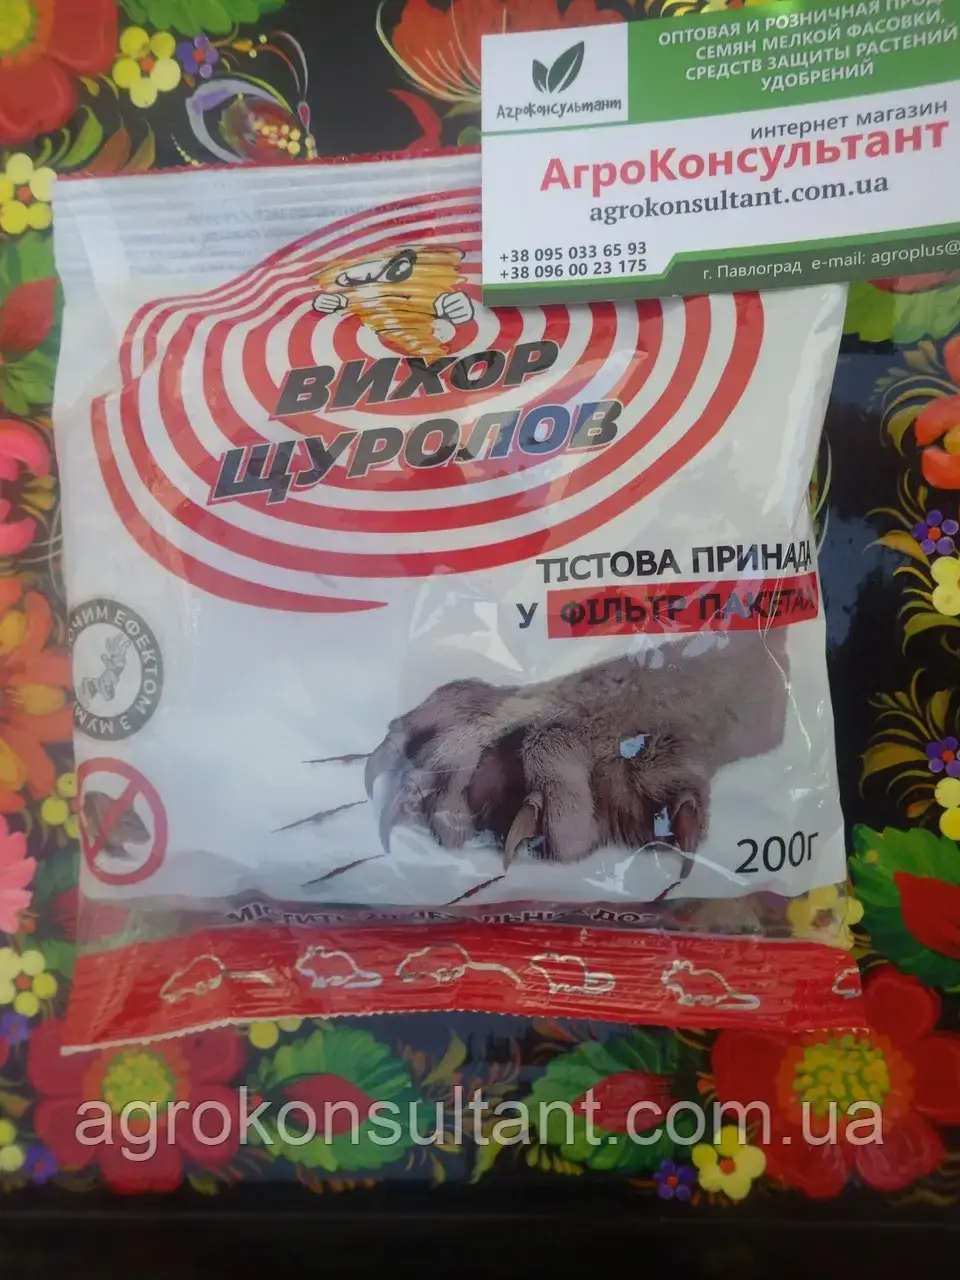 ОПТОВАЯ И РОЗНИЧНАЯ
СЕМЯН МЕЛКОЙ ФАСОВКИ,
СРЕДСТВ ЗАЩИТЫ РАСТЕНИЙ
УДОБРЕНИЙ
АгроКонсультант
интернет магазин
АгроКонсультант
agrokonsultant.com.ua
+38 095 033 65 93
+38 096 00 23 175
г. Павлоград e-mail: agroplus@
ВИХОР
ЩУРОЛОВ
ТІСТОВА ПРИНАДА
У ФІЛЬТР ПАКЕТАХ
ЕФЕКТОМ З
200г
agrokonsultant.com.ua